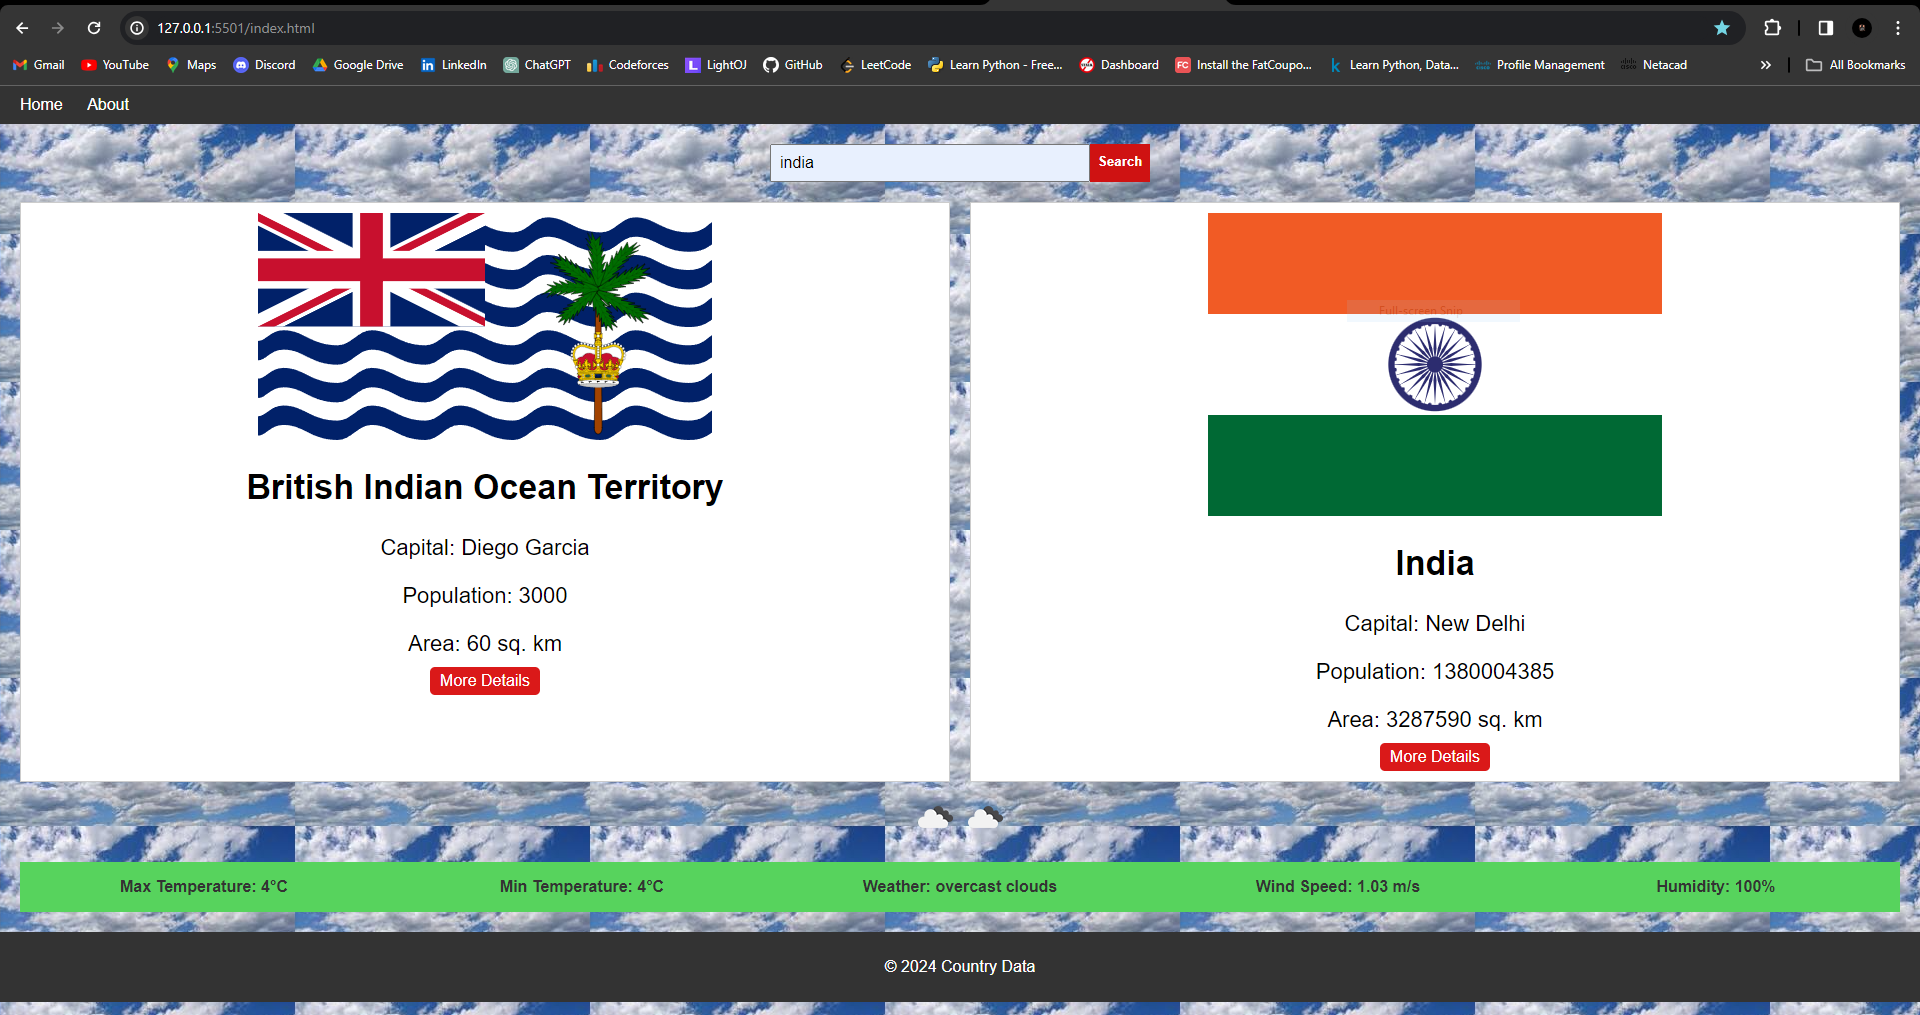 127.0.0.1:5501/index.html
Gmail YouTube Maps Discord Google Drive LinkedIn ChatGPT Codeforces LightOJ GitHub LeetCode Learn Python - Free... Dashboard FC Install the FatCoupo... Learn Python, Data... Profile Management Netacad » All Bookmarks
Home About
india Search
British Indian Ocean Territory
Capital: Diego Garcia
Population: 3000
Area: 60 sq. km
More Details
Full-screen Snip
India
Capital: New Delhi
Population: 1380004385
Area: 3287590 sq. km
More Details
Max Temperature: 4°C Min Temperature: 4°C Weather: overcast clouds Wind Speed: 1.03 m/s Humidity: 100%
© 2024 Country Data